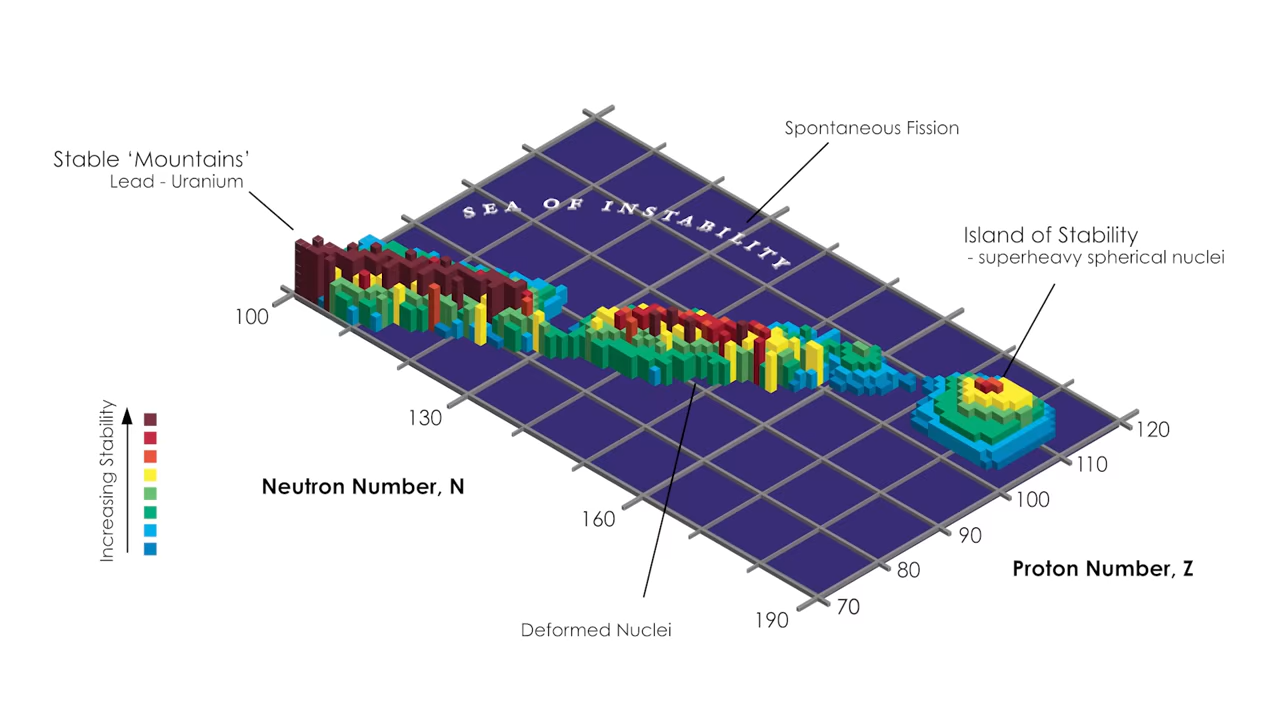 Spontaneous Fission
Stable ‘Mountains’
Lead - Uranium
SEA OF INSTABILITY
Island of Stability
- superheavy spherical nuclei
100
130
160
190
Neutron Number, N
120
110
100
90
80
70
Proton Number, Z
Increasing Stability
Deformed Nuclei